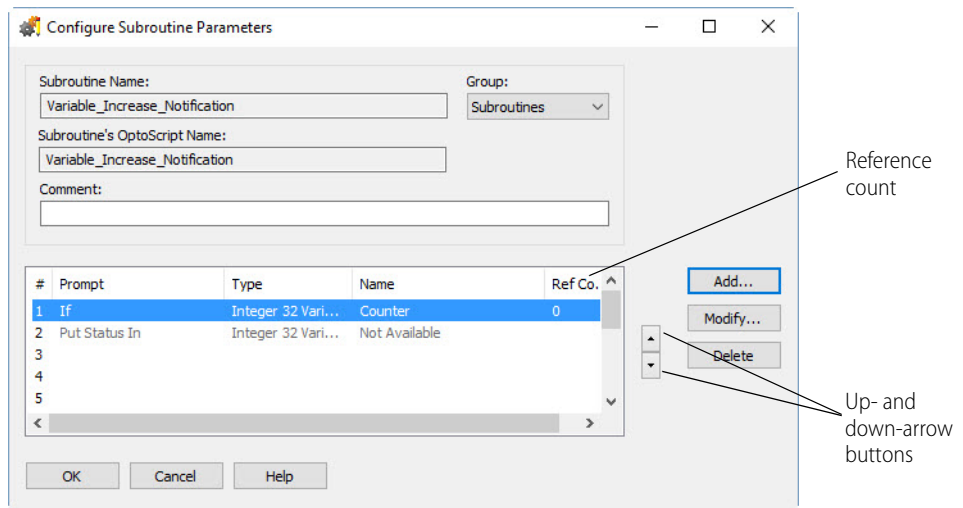 Configure Subroutine Parameters
Subroutine Name:
Group:
Variable_Increase_Notification
Subroutines
Subroutine's OptoScript Name:
Variable_Increase_Notification
Comment:
Reference
count
# Prompt Type Name Ref Co.
1 If Integer 32 Vari... Counter 0
2 Put Status In Integer 32 Vari... Not Available
3
4
5
Add...
Modify...
Delete
Up- and
down-arrow
buttons
OK Cancel Help